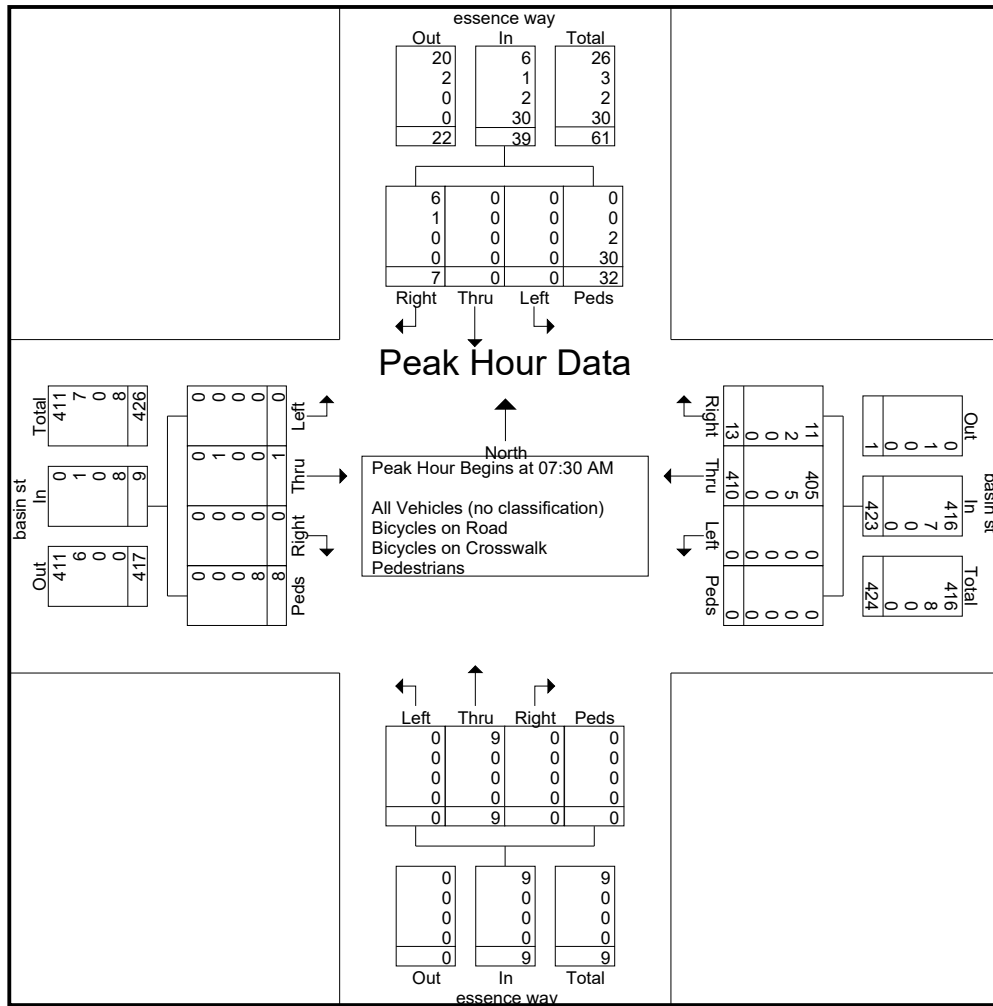 essence way
Out In Total
20 6 26
2 1 3
0 2 2
0 30 30
22 39 61
6 0 0 0
1 0 0 0
0 0 0 2
0 0 0 30
7 0 0 32
Right Thru Left Peds
Peak Hour Data
basin st
Out In Total
411 0 411
6 1 7
0 0 0
0 8 8
417 9 426
0 0 0 0
0 0 1 0
0 0 0 0
8 0 0 0
8 0 1 0
Peds Right Thru Left
North
Peak Hour Begins at 07:30 AM
All Vehicles (no classification)
Bicycles on Road
Bicycles on Crosswalk
Pedestrians
basin st
Out In Total
0 416 416
1 7 8
0 0 0
0 0 0
1 423 424
11 405 0 0
2 5 0 0
0 0 0 0
0 0 0 0
13 410 0 0
Right Thru Left Peds
Left Thru Right Peds
0 9 0 0
0 0 0 0
0 0 0 0
0 0 0 0
0 9 0 0
0 9 9
0 0 0
0 0 0
0 0 0
0 9 9
Out In Total
essence way